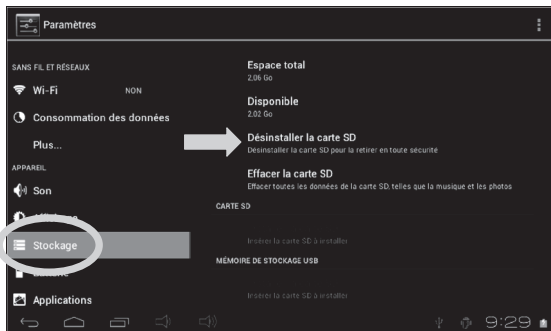 Paramètres
SANS FIL ET RÉSEAUX
Wi-Fi NON
Consommation des données
Plus...
APPAREIL
Son
Stockage
Applications
Espace total
2,06 Go
Disponible
2,02 Go
Désinstaller la carte SD
Désinstaller la carte SD pour la retirer en toute sécurité
Effacer la carte SD
Effacer toutes les données de la carte SD, telles que la musique et les photos
CARTE SD
Insérer la carte SD à installer
MÉMOIRE DE STOCKAGE USB
Insérer la carte SD à installer
9:29